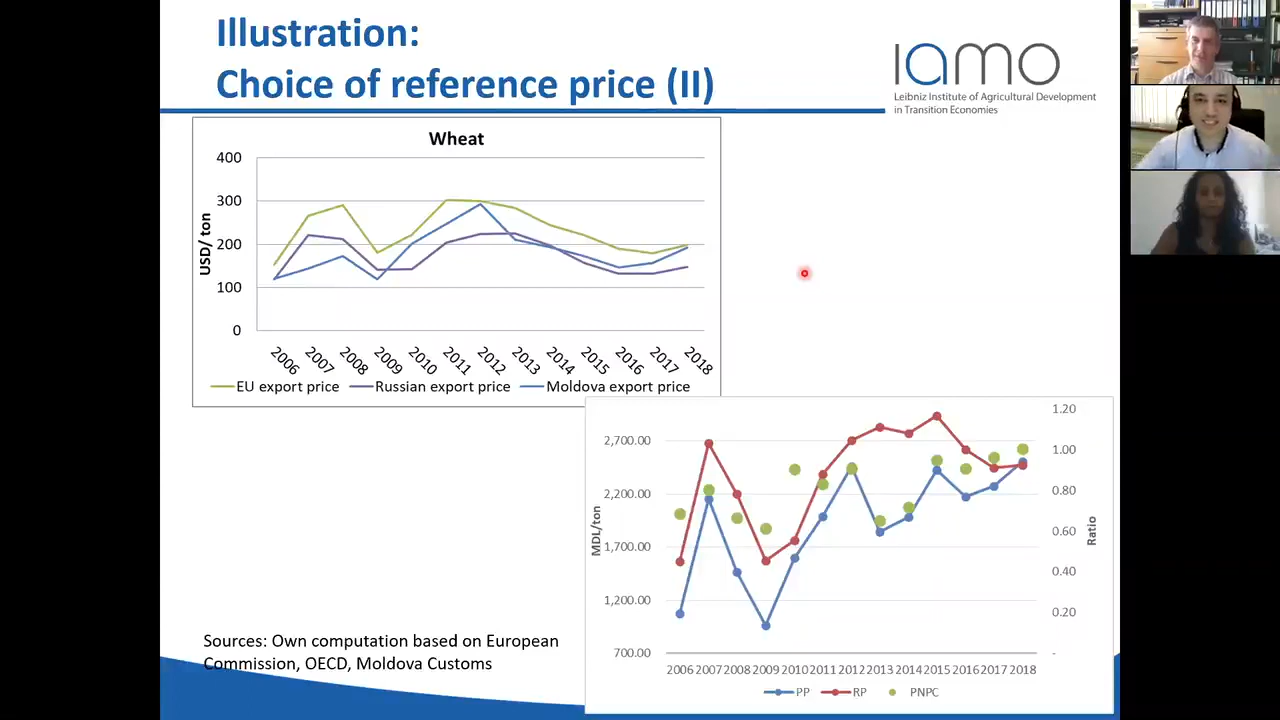 Illustration:
Choice of reference price (II)
iamo
Leibniz Institute of Agricultural Development
in Transition Economies
Wheat
USD/ ton
400
300
200
100
0
2006 2007 2008 2009 2010 2011 2012 2013 2014 2015 2016 2017 2018
EU export price Russian export price Moldova export price
MDL/ton
2,700.00
2,200.00
1,700.00
1,200.00
700.00
1.20
1.00
0.80
0.60
0.40
0.20
-
Ratio
2006 2007 2008 2009 2010 2011 2012 2013 2014 2015 2016 2017 2018
PP RP PNPC
Sources: Own computation based on European
Commission, OECD, Moldova Customs